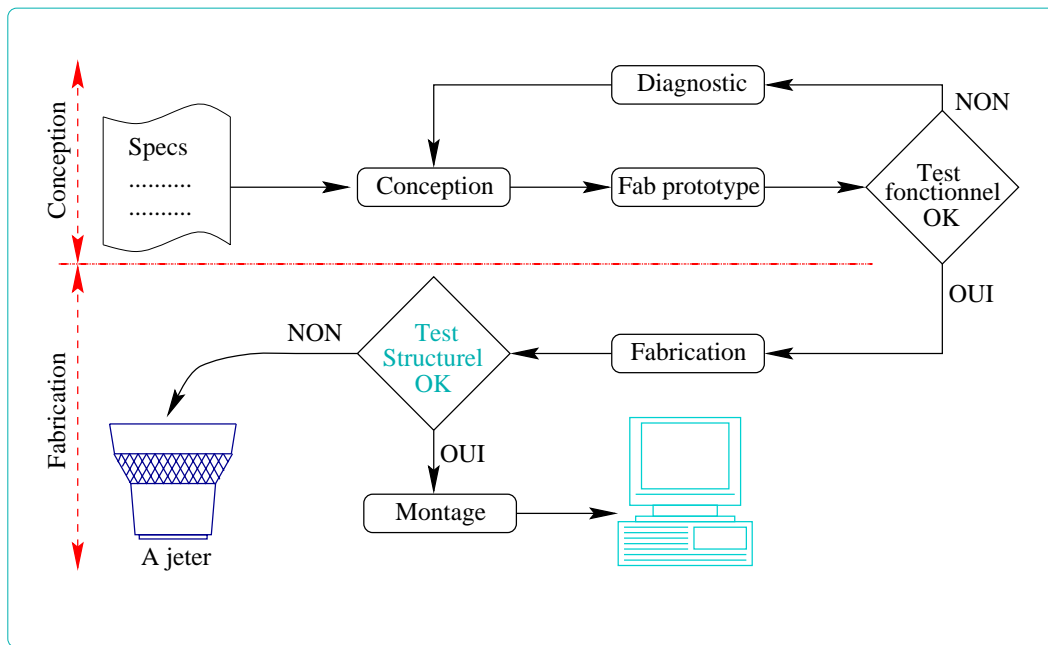 Diagnostic
NON
Conception
Specs
..........
..........
Conception
Fab prototype
Test
fonctionnel
OK
OUI
NON
Test
Structurel
OK
Fabrication
Fabrication
OUI
Montage
A jeter